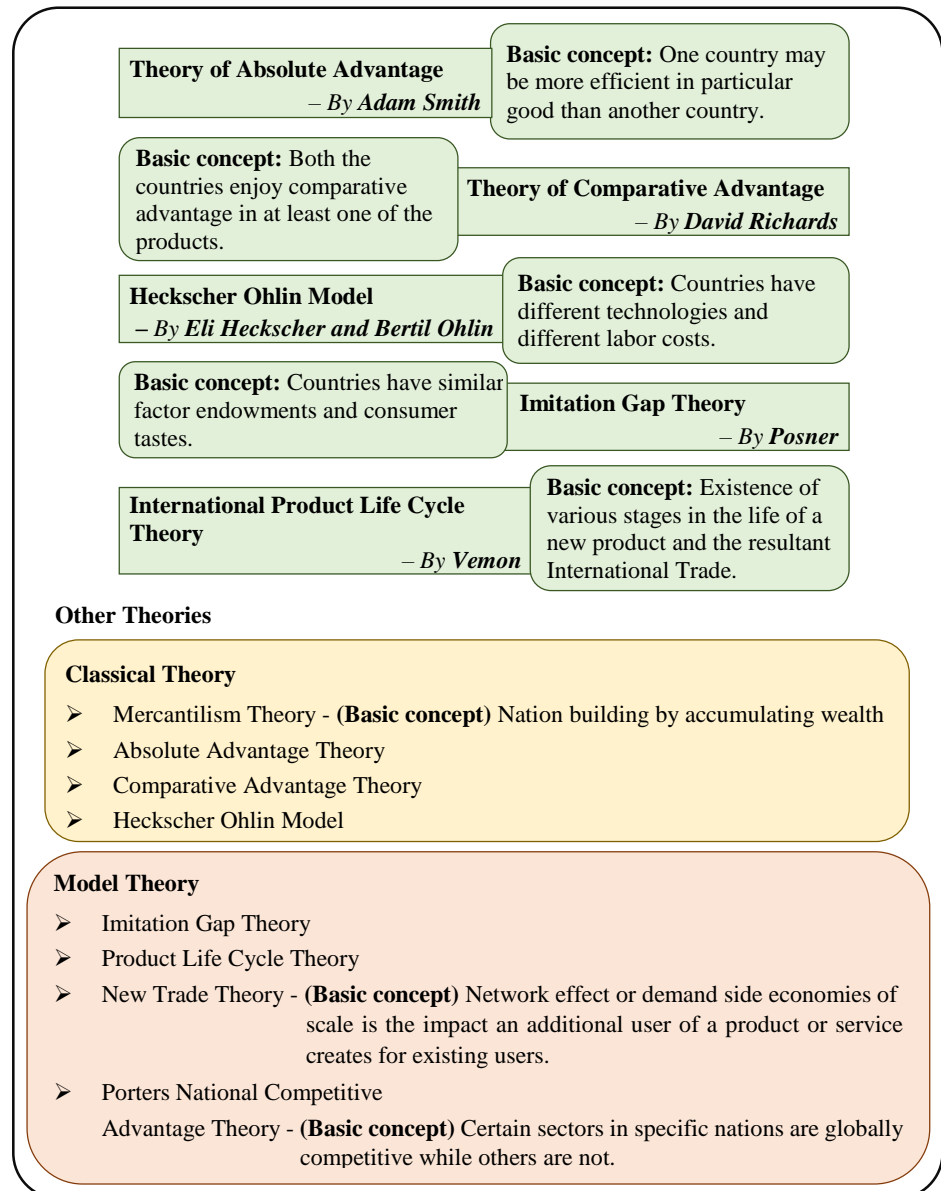 Theory of Absolute Advantage
– By Adam Smith
Basic concept: One country may
be more efficient in particular
good than another country.
Basic concept: Both the
countries enjoy comparative
advantage in at least one of the
products.
Theory of Comparative Advantage
– By David Richards
Heckscher Ohlin Model
– By Eli Heckscher and Bertil Ohlin
Basic concept: Countries have
different technologies and
different labor costs.
Basic concept: Countries have similar
factor endowments and consumer
tastes.
Imitation Gap Theory
– By Posner
International Product Life Cycle
Theory
– By Vemon
Basic concept: Existence of
various stages in the life of a
new product and the resultant
International Trade.
Other Theories
Classical Theory
➢ Mercantilism Theory - (Basic concept) Nation building by accumulating wealth
➢ Absolute Advantage Theory
➢ Comparative Advantage Theory
➢ Heckscher Ohlin Model
Model Theory
➢ Imitation Gap Theory
➢ Product Life Cycle Theory
➢ New Trade Theory - (Basic concept) Network effect or demand side economies of
scale is the impact an additional user of a product or service
creates for existing users.
➢ Porters National Competitive
Advantage Theory - (Basic concept) Certain sectors in specific nations are globally
competitive while others are not.